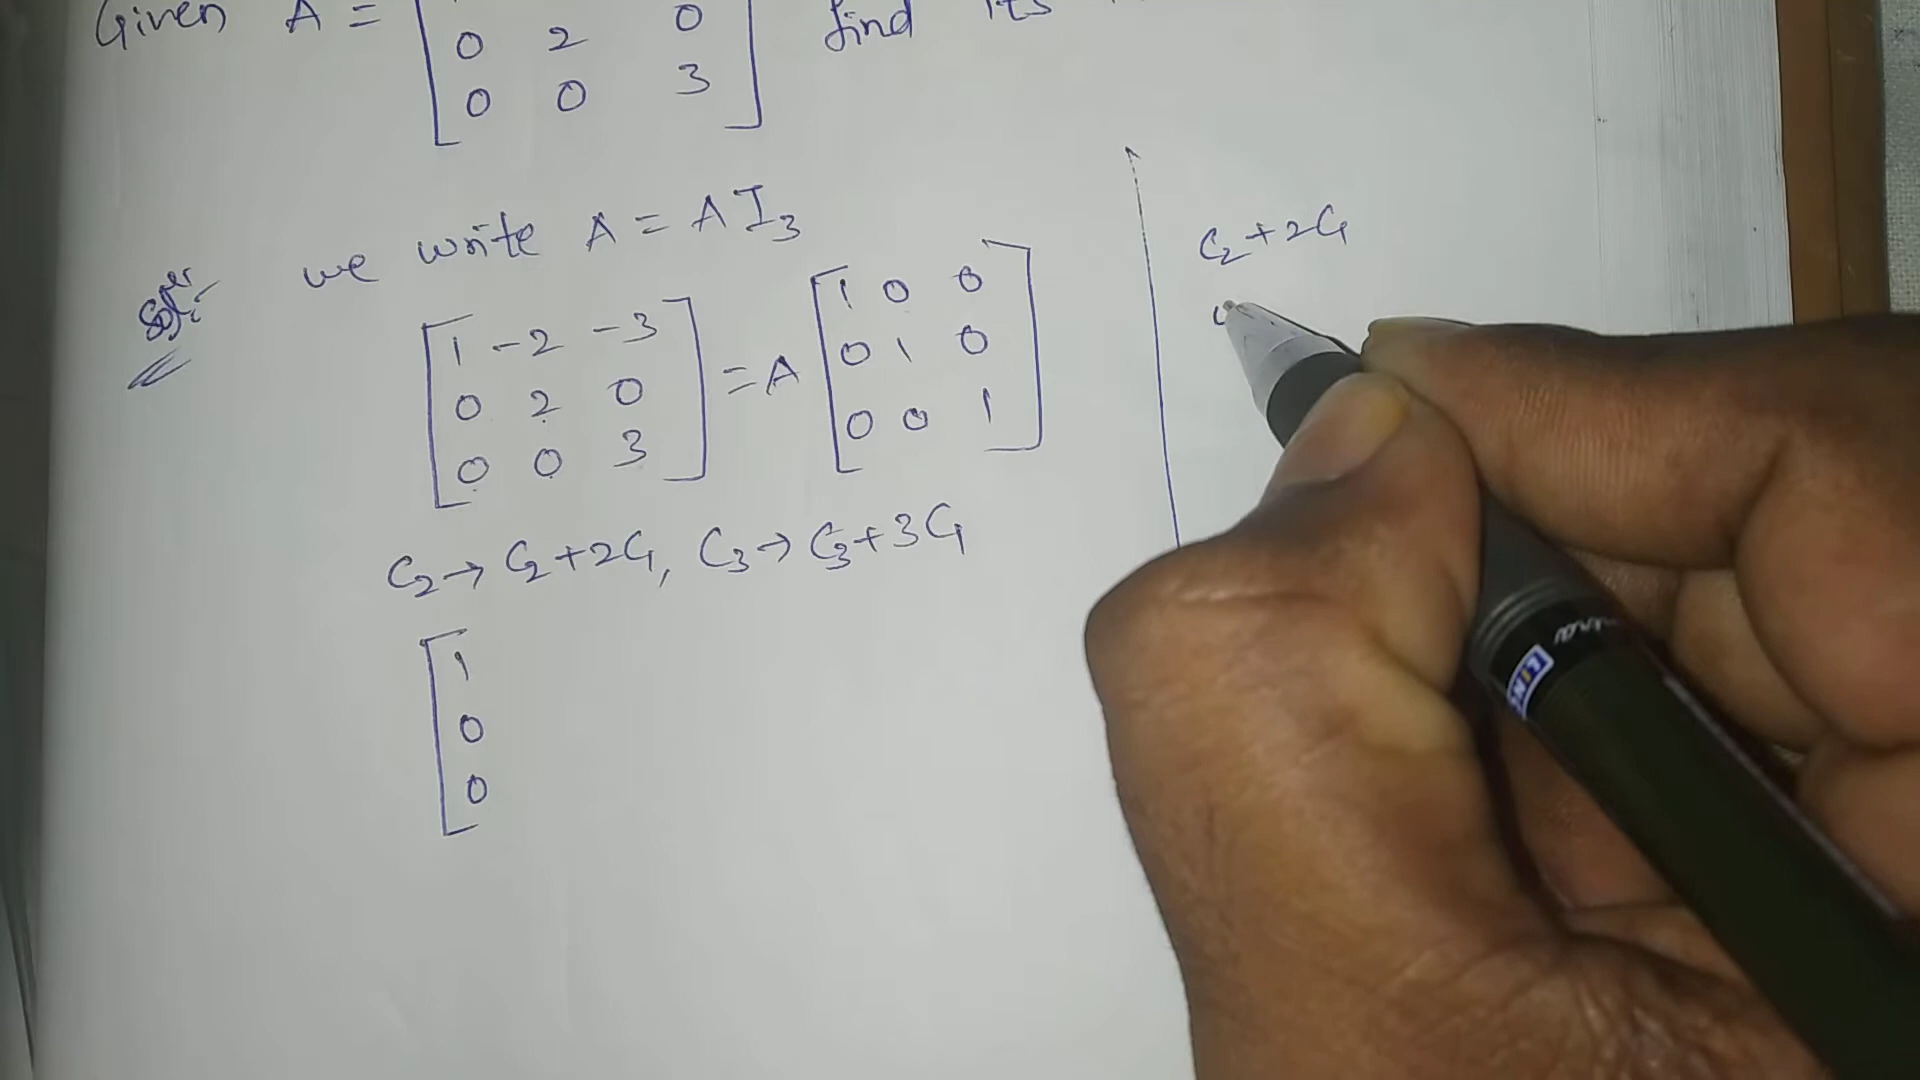 Given A = [
0 2 0
0 0 3 ] find its
Soln:- we write A = AI₃
[ 1 -2 -3
0 2 0
0 0 3 ] = A [ 1 0 0
0 1 0
0 0 1 ]
C₂ → C₂+2C₁, C₃ → C₃+3C₁
[ 1
0
0
C₂+2C₁